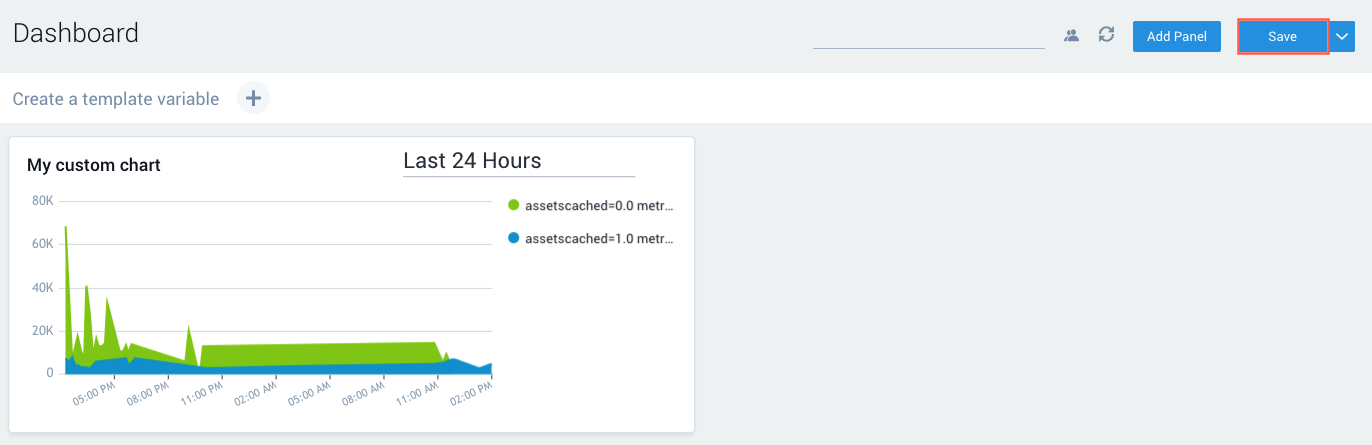 Dashboard
Add Panel
Save
Create a template variable
My custom chart
Last 24 Hours
80K
60K
40K
20K
0
assetscached=0.0 metr...
assetscached=1.0 metr...
05:00 PM
08:00 PM
11:00 PM
02:00 AM
05:00 AM
08:00 AM
11:00 AM
02:00 PM